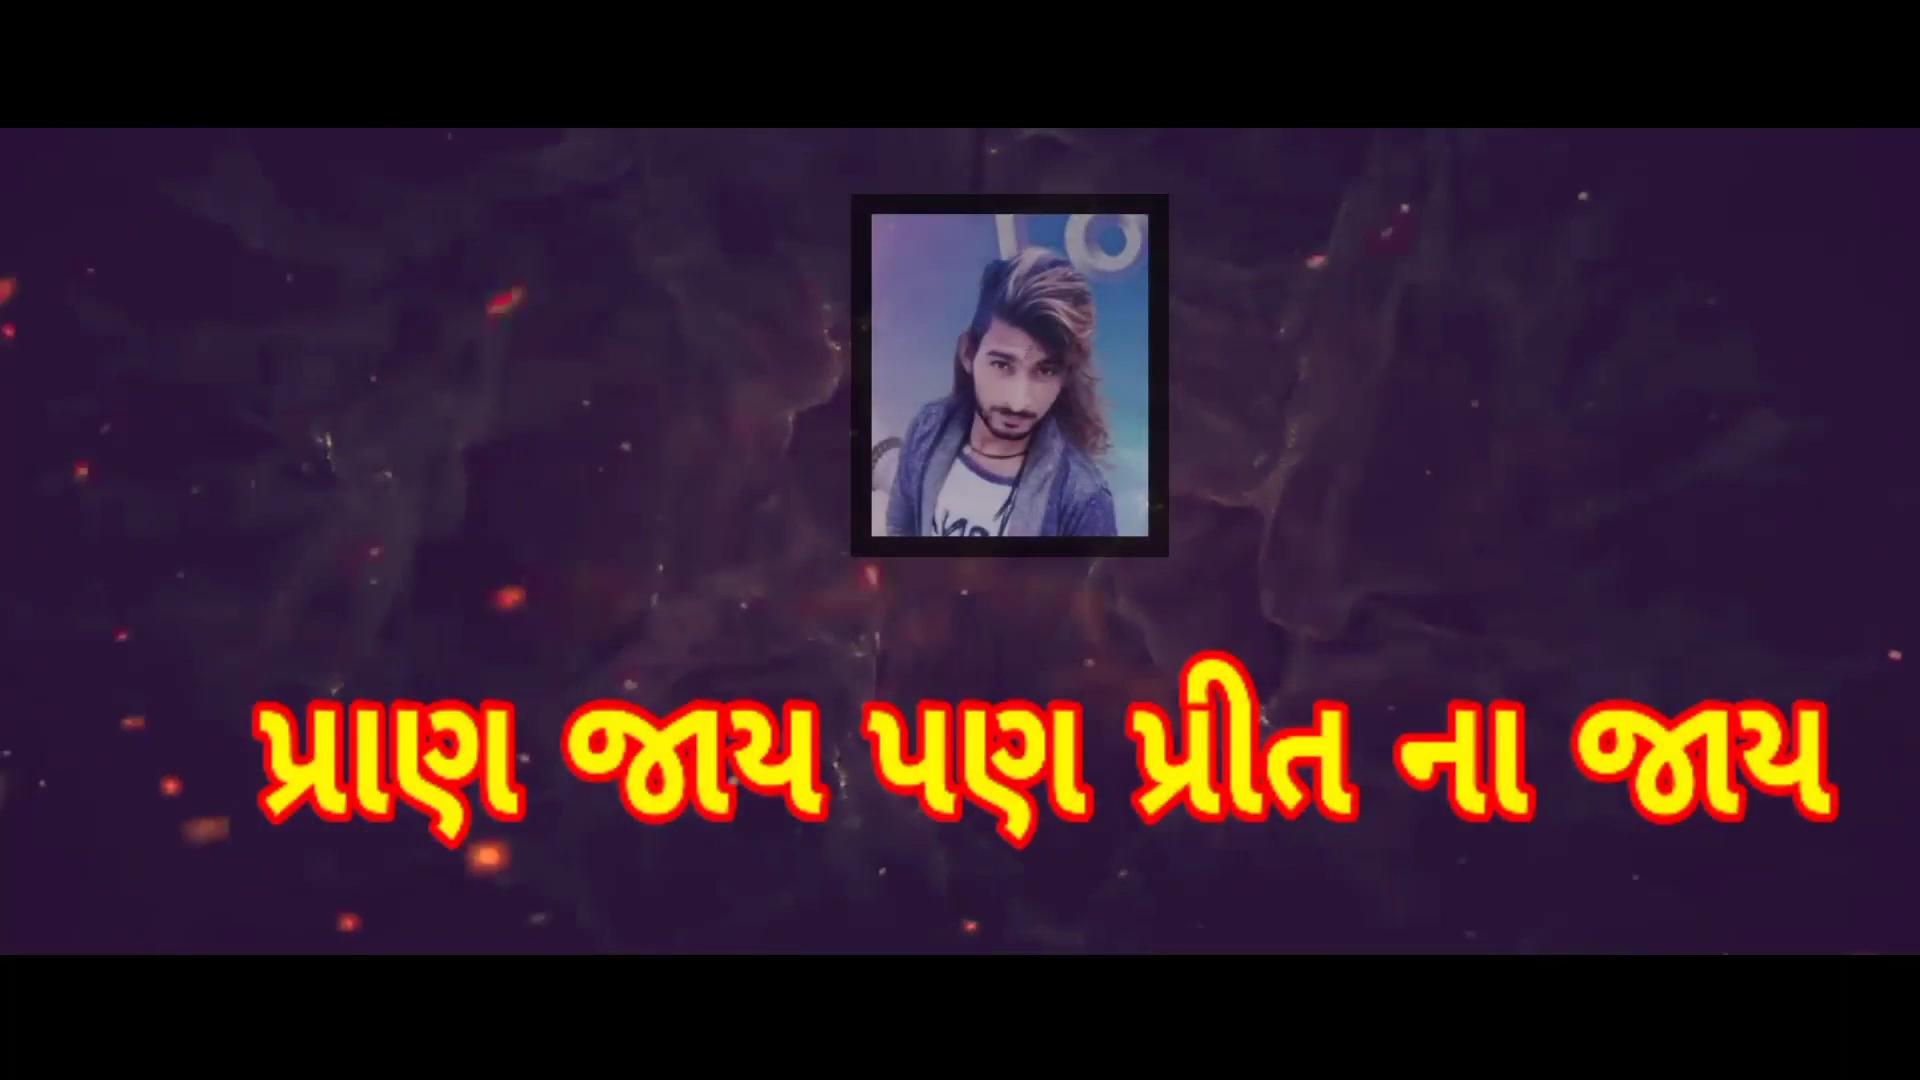 પ્રાણ જાય પણ પ્રીત ના જાય